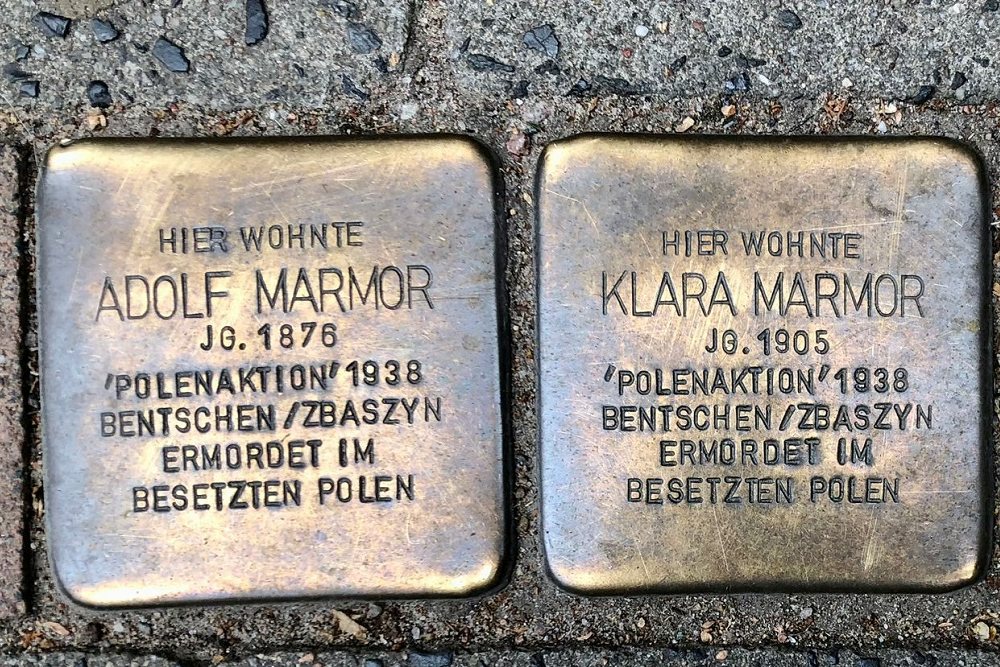 HIER WOHNTE
ADOLF MARMOR
JG. 1876
'POLENAKTION' 1938
BENTSCHEN/ZBASZYN
ERMORDET IM
BESETZTEN POLEN
HIER WOHNTE
KLARA MARMOR
JG. 1905
'POLENAKTION' 1938
BENTSCHEN/ZBASZYN
ERMORDET IM
BESETZTEN POLEN